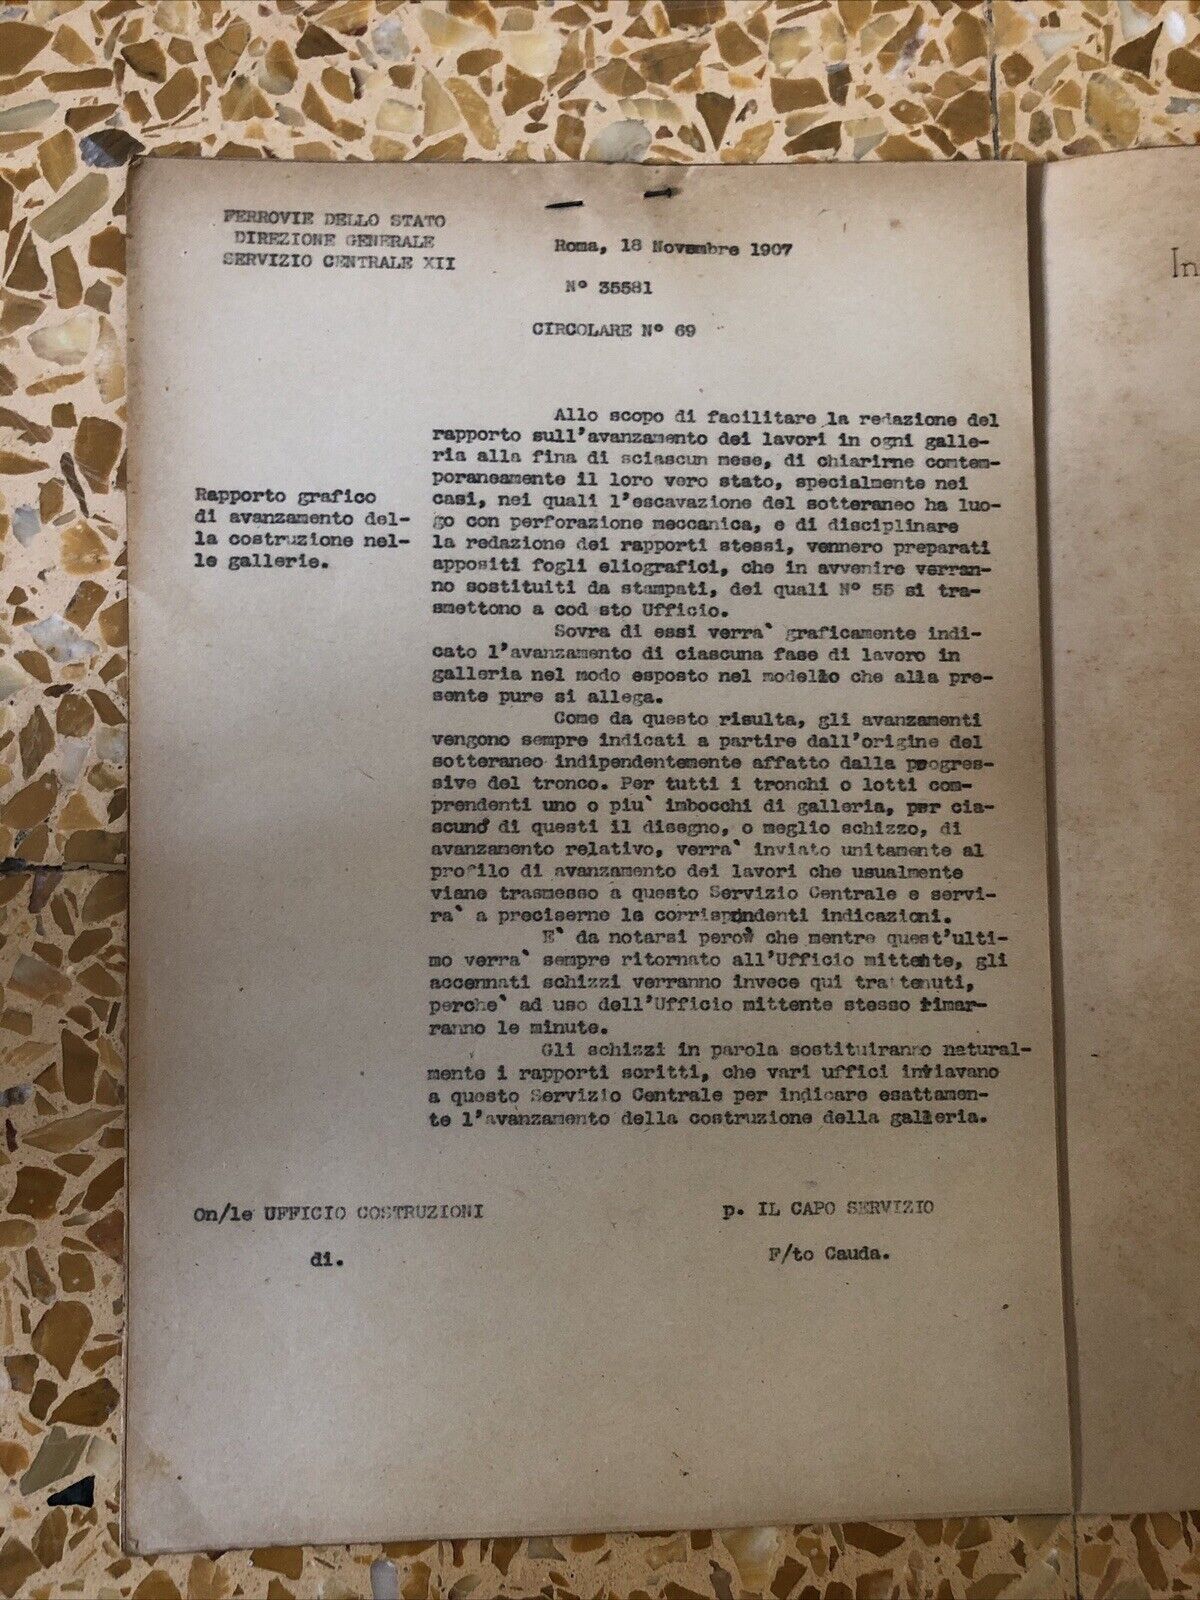 FERROVIE DELLO STATO
DIREZIONE GENERALE
SERVIZIO CENTRALE XII
Roma, 18 Novembre 1907
N° 35581
CIRCOLARE N° 69
Rapporto grafico
di avanzamento del-
la costruzione nel-
le gallerie.
Allo scopo di facilitare la redazione del
rapporto sull'avanzamento dei lavori in ogni galle-
ria alla fina di sciascun mese, di chiarirne contem-
poraneamente il loro vero stato, specialmente nei
casi, nei quali l'escavazione del sotteraneo ha luo-
go con perforazione meccanica, e di disciplinare
la redazione dei rapporti stessi, vennero preparati
appositi fogli eliografici, che in avvenire verran-
no sostituiti da stampati, dei quali N° 55 si tra-
smettono a cod sto Ufficio.
Sovra di essi verra' graficamente indi-
cato l'avanzamento di ciascuna fase di lavoro in
galleria nel modo esposto nel modello che alla pre-
sente pure si allega.
Come da questo risulta, gli avanzamenti
vengono sempre indicati a partire dall'origine del
sotteraneo indipendentemente affatto dalla progres-
sive del tronco. Per tutti i tronchi o lotti com-
prendenti uno o piu' imbocchi di galleria, per cia-
scuno di questi il disegno, o meglio schizzo, di
avanzamento relativo, verra' inviato unitamente al
profilo di avanzamento dei lavori che usualmente
viane trasmesso a questo Servizio Centrale e servi-
ra' a preciserne le corrispondenti indicazioni.
E' da notarsi pero' che mentre quest'ulti-
mo verra' sempre ritornato all'Ufficio mittente, gli
accennati schizzi verranno invece qui trattenuti,
perche' ad uso dell'Ufficio mittente stesso rimar-
ranno le minute.
Gli schizzi in parola sostituiranno natural-
mente i rapporti scritti, che vari uffici inviavano
a questo Servizio Centrale per indicare esattamen-
te l'avanzamento della costruzione della galleria.
On/le UFFICIO COSTRUZIONI
di.
p. IL CAPO SERVIZIO
F/to Cauda.
In